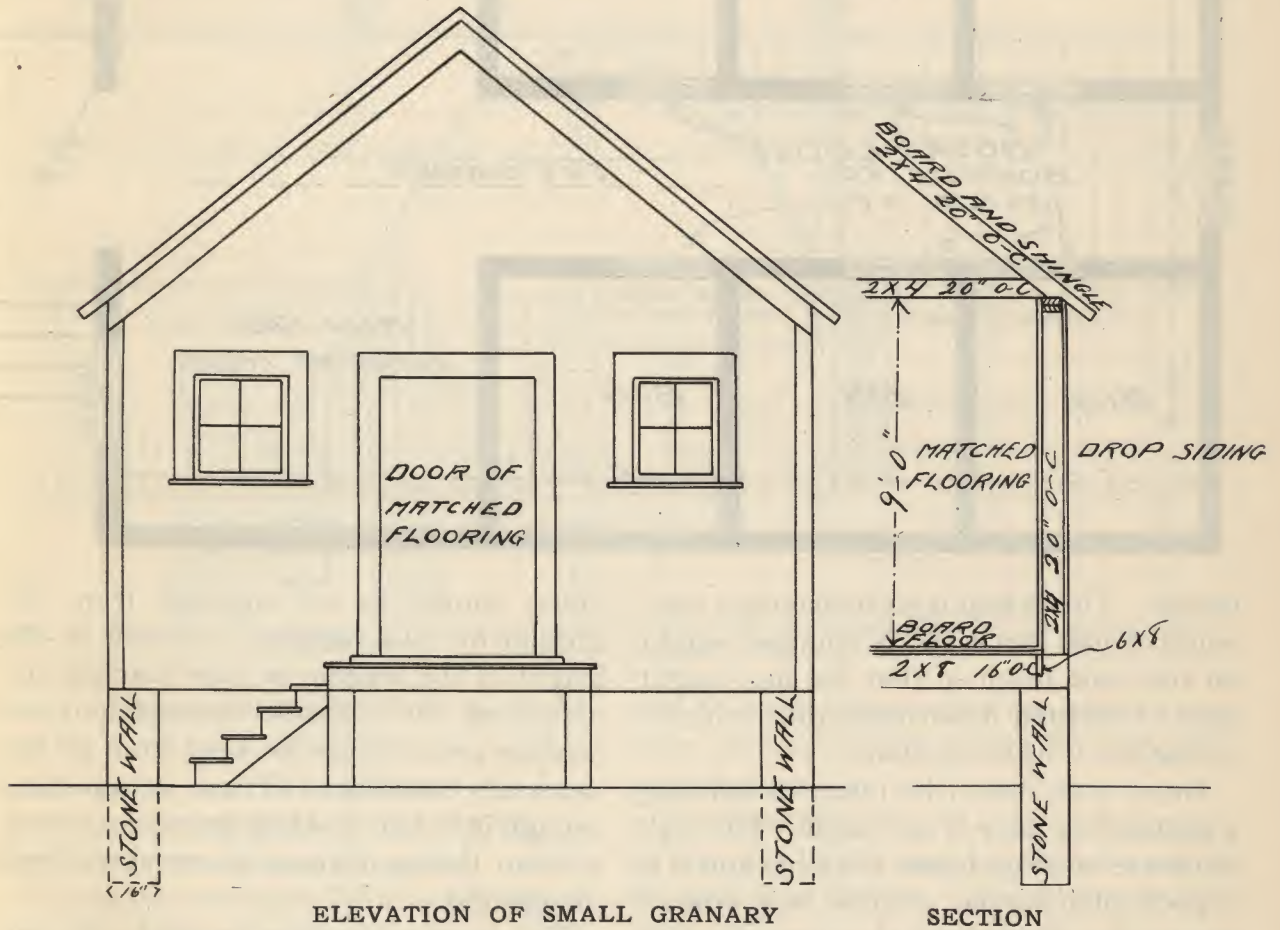 DOOR OF
MATCHED
FLOORING
STONE WALL
16"
STONE WALL
ELEVATION OF SMALL GRANARY
BOARD AND SHINGLE
2X4 20" O-C
2X4 20" O-C
9'-0"
MATCHED
FLOORING
2X4 20" O-C
DROP SIDING
BOARD
FLOOR
2X8 16" O-C
6X8
STONE WALL
SECTION